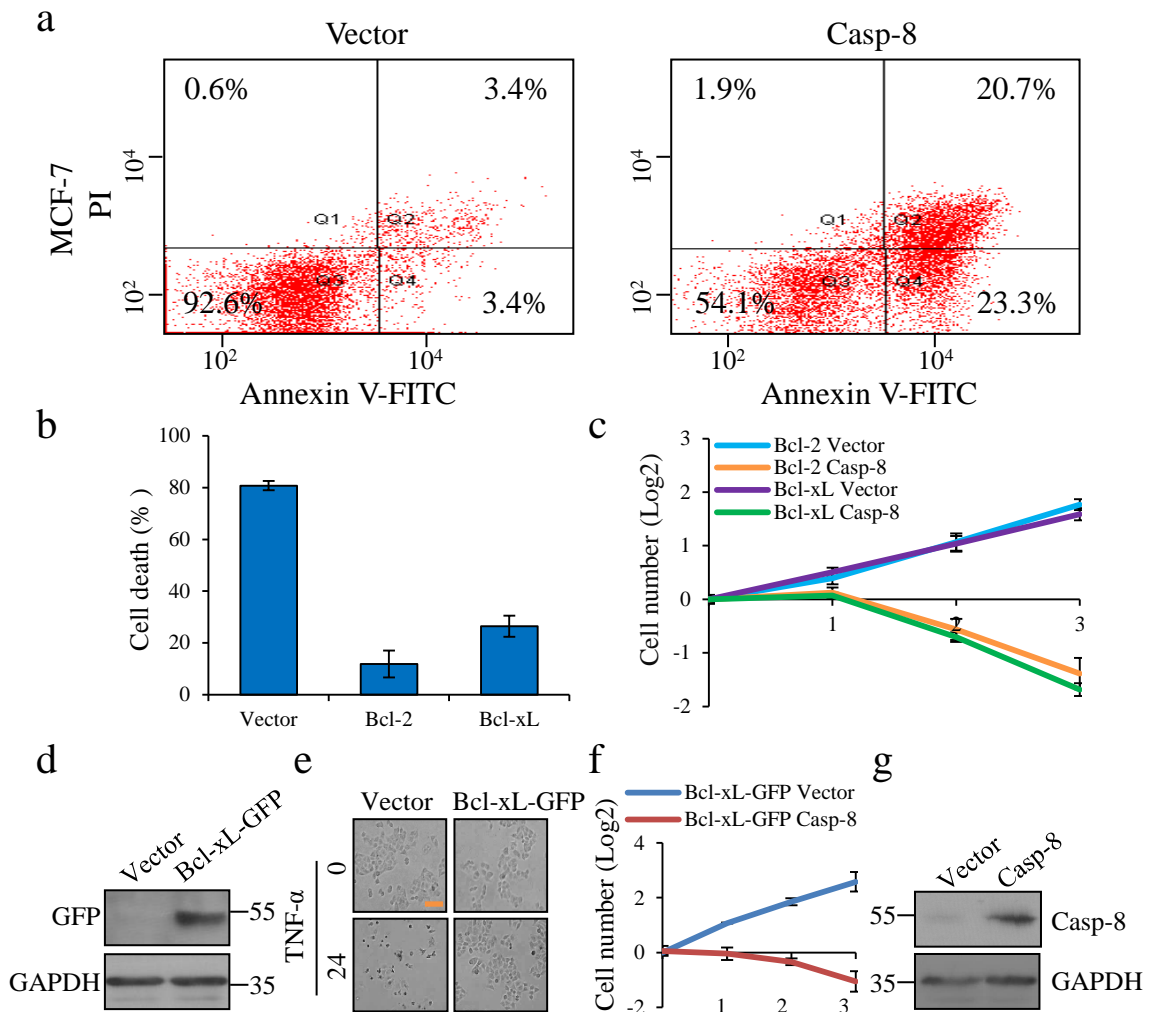 a
Vector
Casp-8
0.6%
3.4%
1.9%
20.7%
MCF-7
PI
10⁴
10²
Q1
Q2
Q3
Q4
92.6%
3.4%
10²
10⁴
Annexin V-FITC
10⁴
10²
Q1
Q2
Q3
Q4
54.1%
23.3%
10²
10⁴
Annexin V-FITC
b
Cell death (%)
100
80
60
40
20
0
Vector
Bcl-2
Bcl-xL
c
Cell number (Log2)
3
2
1
0
-1
-2
Bcl-2 Vector
Bcl-2 Casp-8
Bcl-xL Vector
Bcl-xL Casp-8
1
2
3
d
Vector
Bcl-xL-GFP
GFP
55
GAPDH
35
e
Vector
Bcl-xL-GFP
TNF-α
0
24
f
Bcl-xL-GFP Vector
Bcl-xL-GFP Casp-8
Cell number (Log2)
4
2
0
-2
1
2
3
g
Vector
Casp-8
55
Casp-8
35
GAPDH